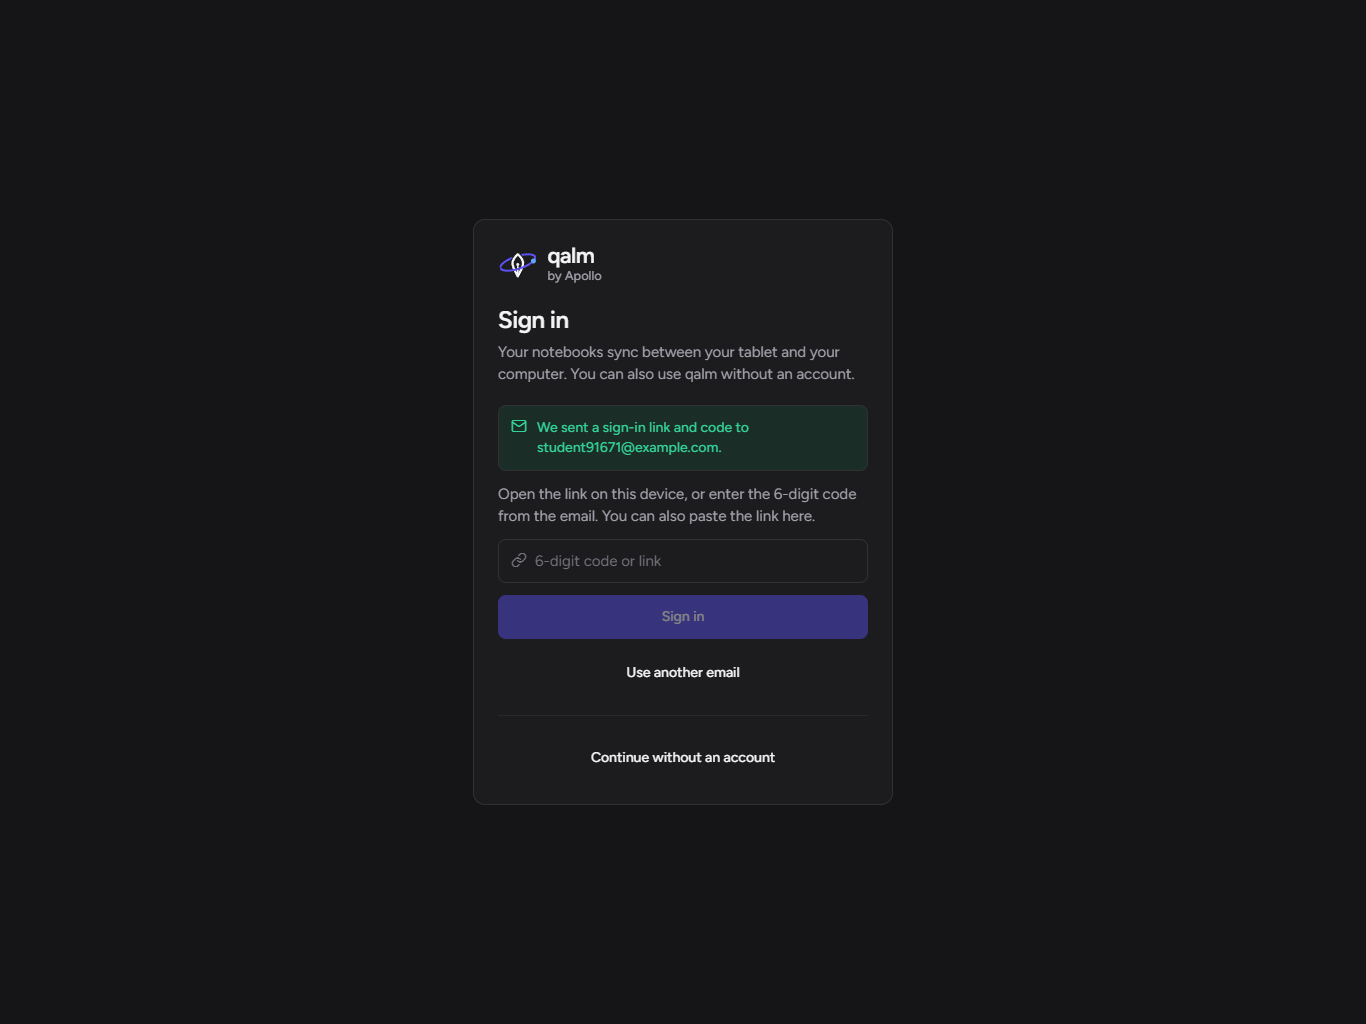 qalm
by Apollo
Sign in
Your notebooks sync between your tablet and your
computer. You can also use qalm without an account.
We sent a sign-in link and code to
student91671@example.com.
Open the link on this device, or enter the 6-digit code
from the email. You can also paste the link here.
6-digit code or link
Sign in
Use another email
Continue without an account